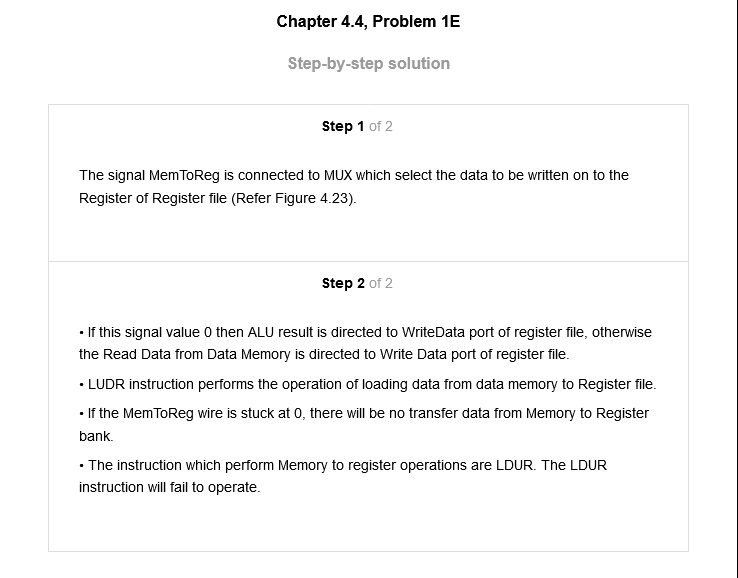 Chapter 4.4, Problem 1E
Step-by-step solution
Step 1 of 2
The signal MemToReg is connected to MUX which select the data to be written on to the
Register of Register file (Refer Figure 4.23).
Step 2 of 2
• If this signal value 0 then ALU result is directed to WriteData port of register file, otherwise
the Read Data from Data Memory is directed to Write Data port of register file.
• LUDR instruction performs the operation of loading data from data memory to Register file.
• If the MemToReg wire is stuck at 0, there will be no transfer data from Memory to Register
bank.
• The instruction which perform Memory to register operations are LDUR. The LDUR
instruction will fail to operate.